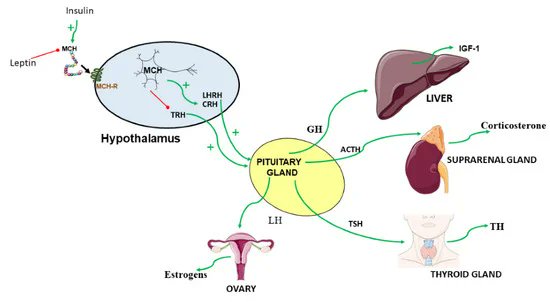 Insulin
+
MCH
Leptin
MCH-R
MCH
+
LHRH
CRH
TRH
Hypothalamus
+
+
PITUITARY
GLAND
GH
IGF-1
LIVER
ACTH
Corticosterone
SUPRARENAL GLAND
LH
TSH
TH
THYROID GLAND
Estrogens
OVARY